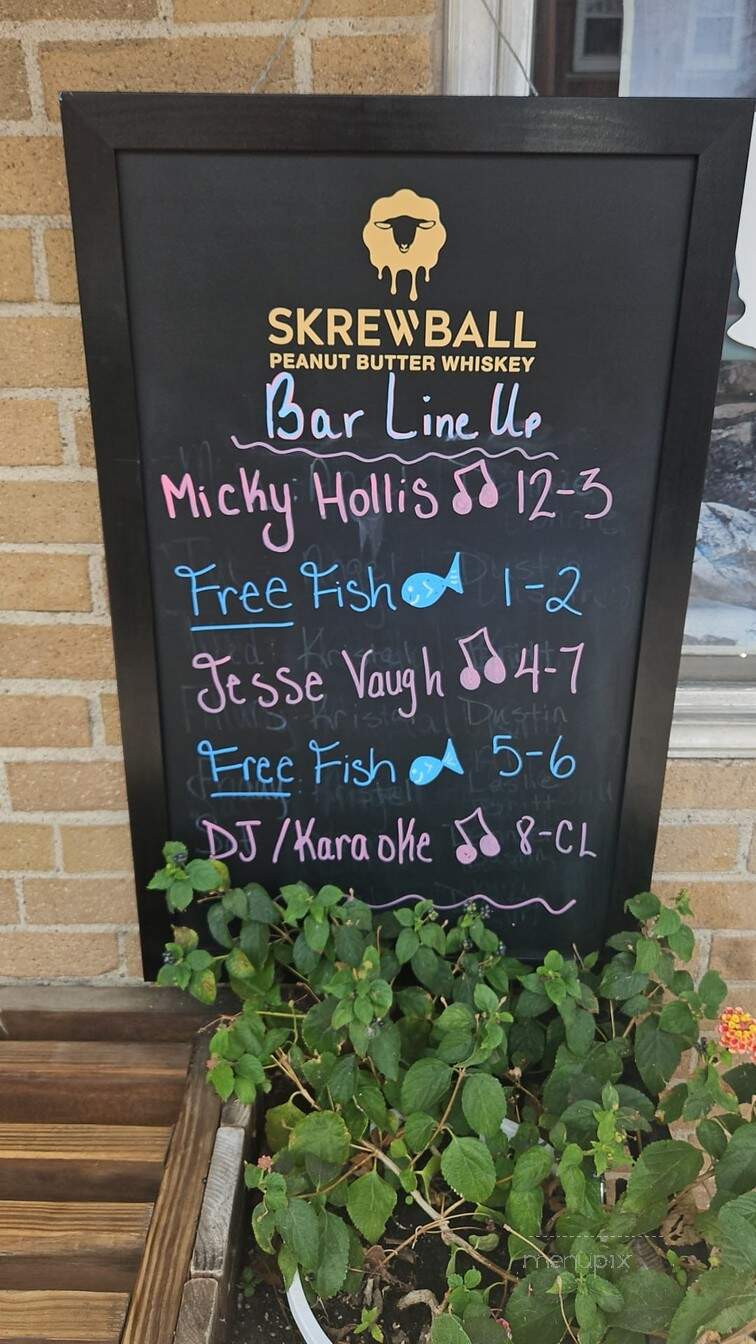 SKREWBALL
PEANUT BUTTER WHISKEY
Bar Line Up
Micky Hollis 12-3
Free Fish 1-2
Jesse Vaugh 4-7
Free Fish 5-6
DJ/Karaoke 8-CL
menupix